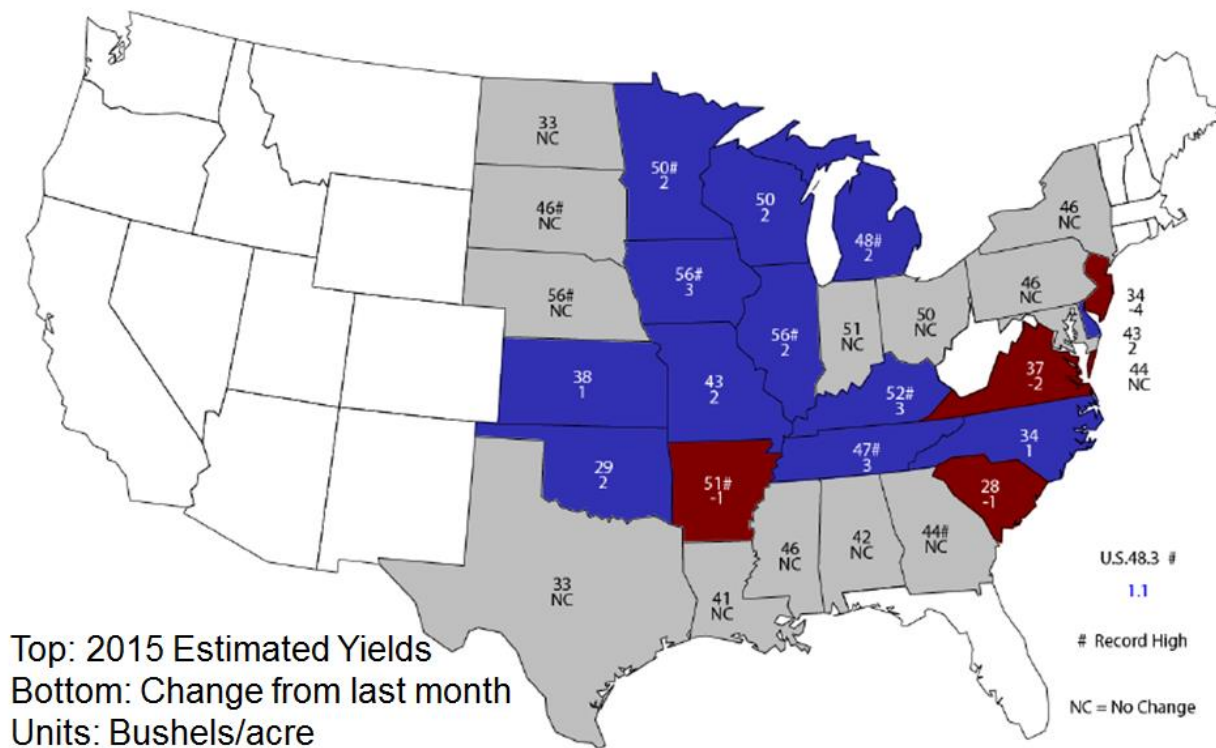 33
NC
50#
2
46#
NC
50
2
48#
2
46
NC
56#
NC
56#
3
56#
2
51
NC
50
NC
46
NC
34
-4
43
2
44
NC
38
1
43
2
52#
3
37
-2
29
2
51#
-1
47#
3
34
1
28
-1
33
NC
41
NC
46
NC
42
NC
44#
NC
U.S.48.3 #
1.1
# Record High
NC = No Change
Top: 2015 Estimated Yields
Bottom: Change from last month
Units: Bushels/acre